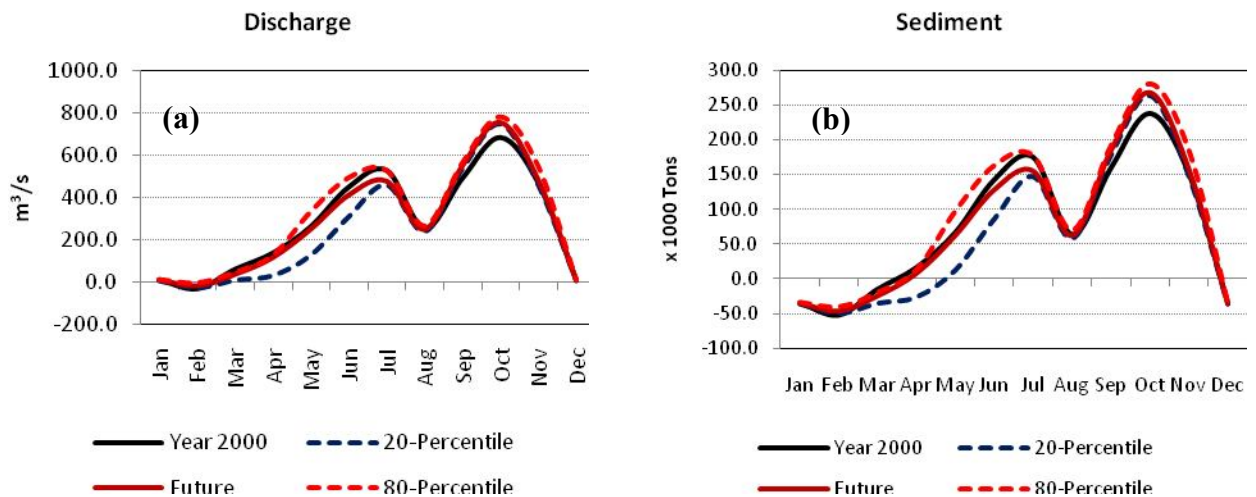 Discharge
1000.0
800.0
600.0
400.0
200.0
0.0
-200.0
m³/s
(a)
Jan Feb Mar Apr May Jun Jul Aug Sep Oct Nov Dec
Year 2000 20-Percentile
Future 80-Percentile
Sediment
300.0
250.0
200.0
150.0
100.0
50.0
0.0
-50.0
-100.0
x 1000 Tons
(b)
Jan Feb Mar Apr May Jun Jul Aug Sep Oct Nov Dec
Year 2000 20-Percentile
Future 80-Percentile